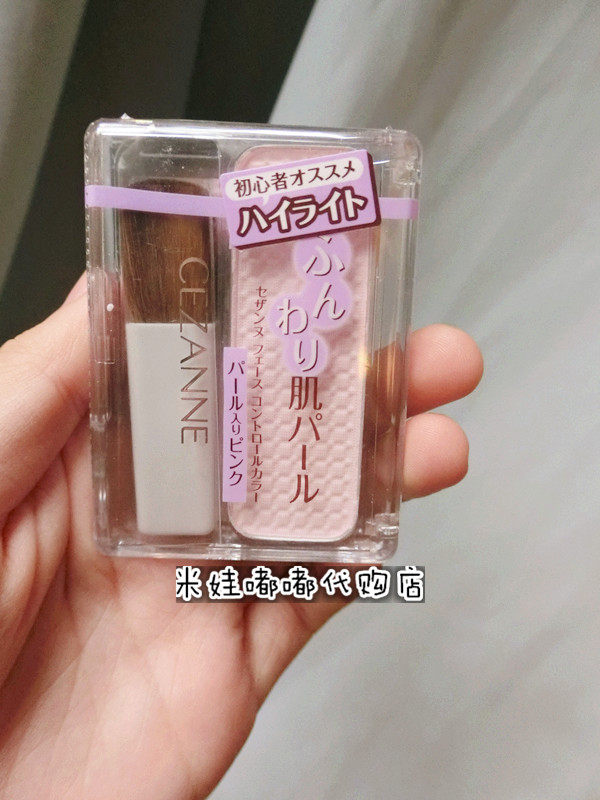 初心者オススメ
ハイライト
CEZANNE
ふんわり肌パール
セザンヌ フェース コントロールカラー
パール入りピンク
米娃嘟嘟代购店